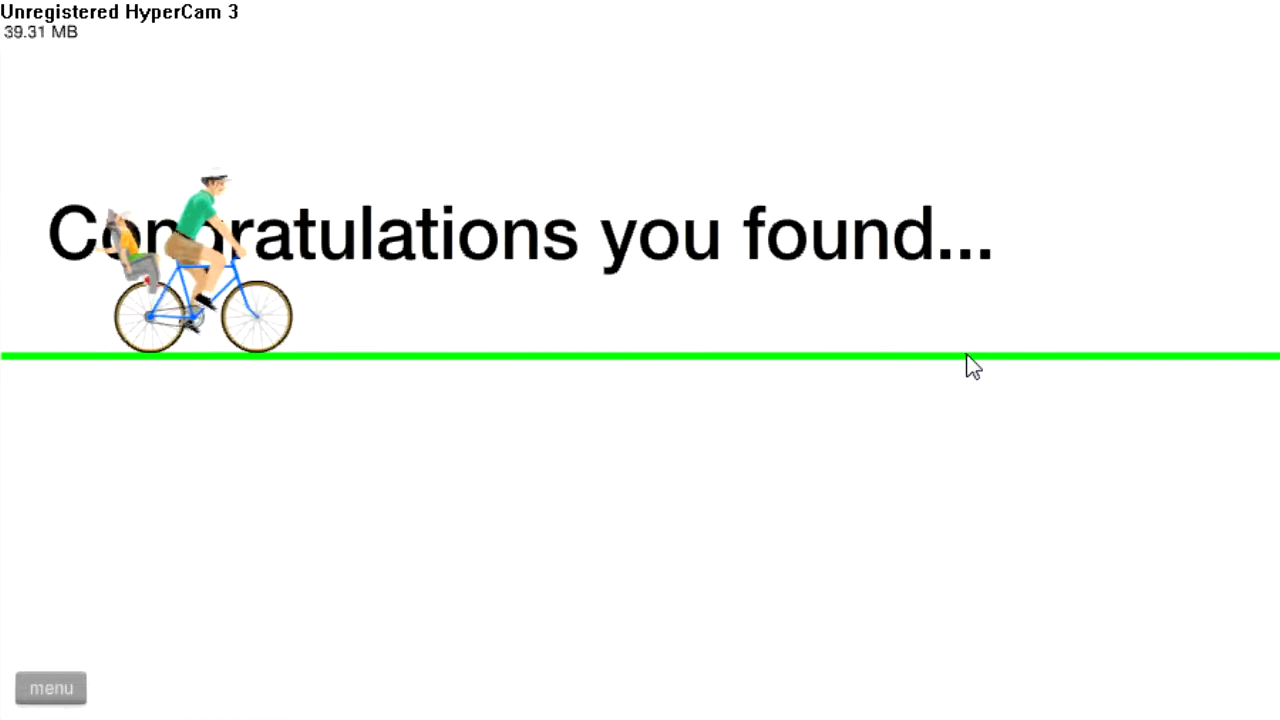 Unregistered HyperCam 3
39.31 MB
Congratulations you found...
menu